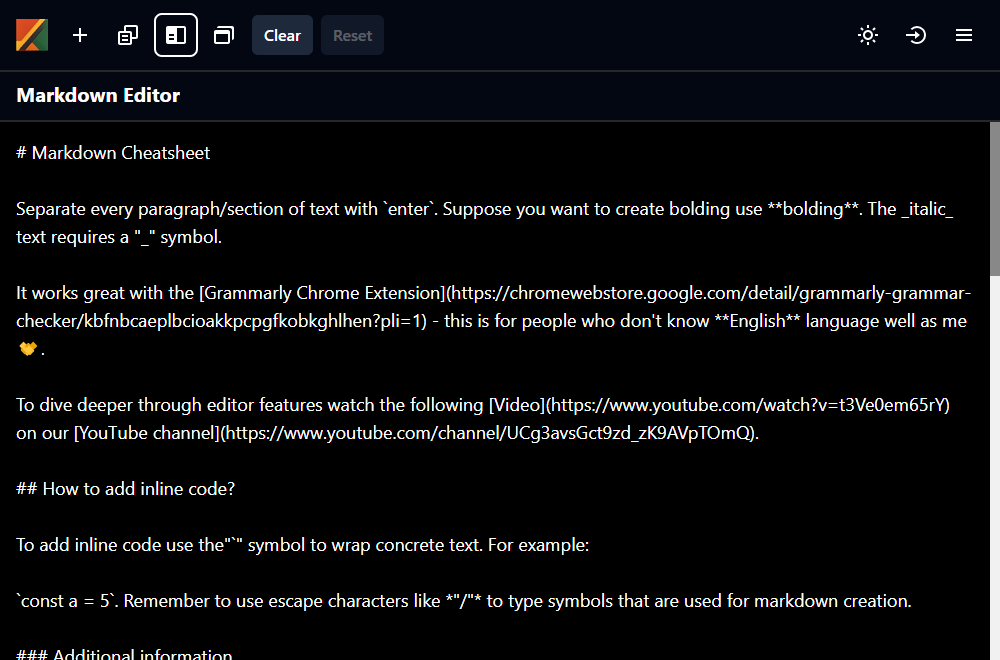 Clear
Reset
Markdown Editor
# Markdown Cheatsheet
Separate every paragraph/section of text with `enter`. Suppose you want to create bolding use **bolding**. The _italic_
text requires a "_" symbol.
It works great with the [Grammarly Chrome Extension](https://chromewebstore.google.com/detail/grammarly-grammar-
checker/kbfnbcaeplbcioakkpcpgfkobkghlhen?pli=1) - this is for people who don't know **English** language well as me
🤝.
To dive deeper through editor features watch the following [Video](https://www.youtube.com/watch?v=t3Ve0em65rY)
on our [YouTube channel](https://www.youtube.com/channel/UCg3avsGct9zd_zK9AVpTOmQ).
## How to add inline code?
To add inline code use the"`" symbol to wrap concrete text. For example:
`const a = 5`. Remember to use escape characters like *"/"* to type symbols that are used for markdown creation.
### Additional information